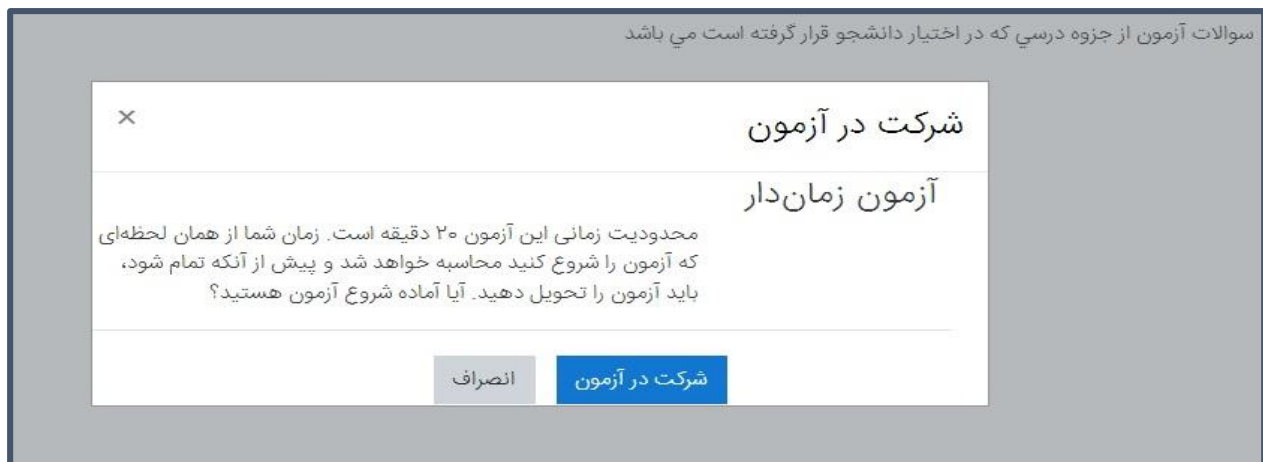 سوالات آزمون از جزوه درسي كه در اختيار دانشجو قرار گرفته است مي باشد
×
شرکت در آزمون
آزمون زمان‌دار
محدودیت زمانی این آزمون ۲۰ دقیقه است. زمان شما از همان لحظه‌ای
که آزمون را شروع کنید محاسبه خواهد شد و پیش از آنکه تمام شود،
باید آزمون را تحویل دهید. آیا آماده شروع آزمون هستید؟
شرکت در آزمون
انصراف